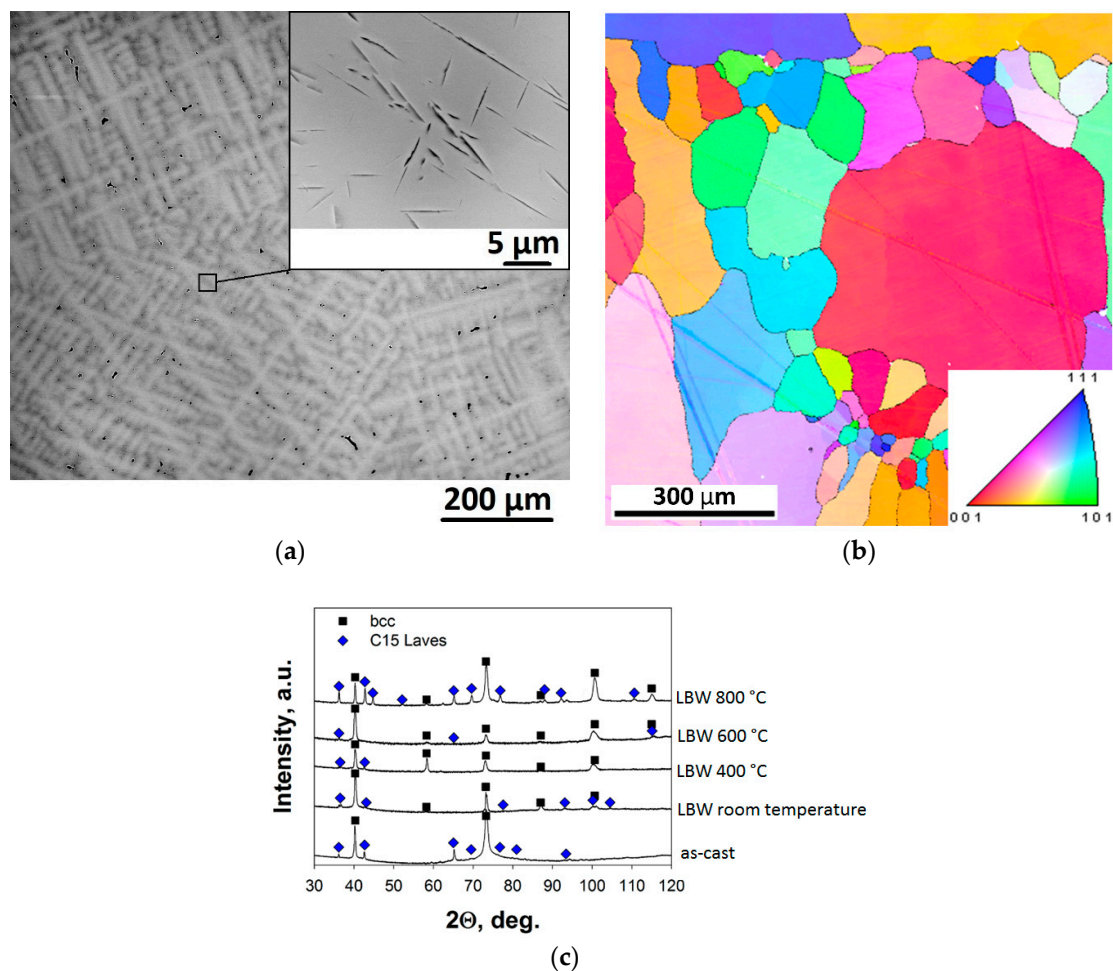 5 μm
200 μm
(a)
111
300 μm
001
101
(b)
bcc
C15 Laves
Intensity, a.u.
LBW 800 °C
LBW 600 °C
LBW 400 °C
LBW room temperature
as-cast
30 40 50 60 70 80 90 100 110 120
2Θ, deg.
(c)